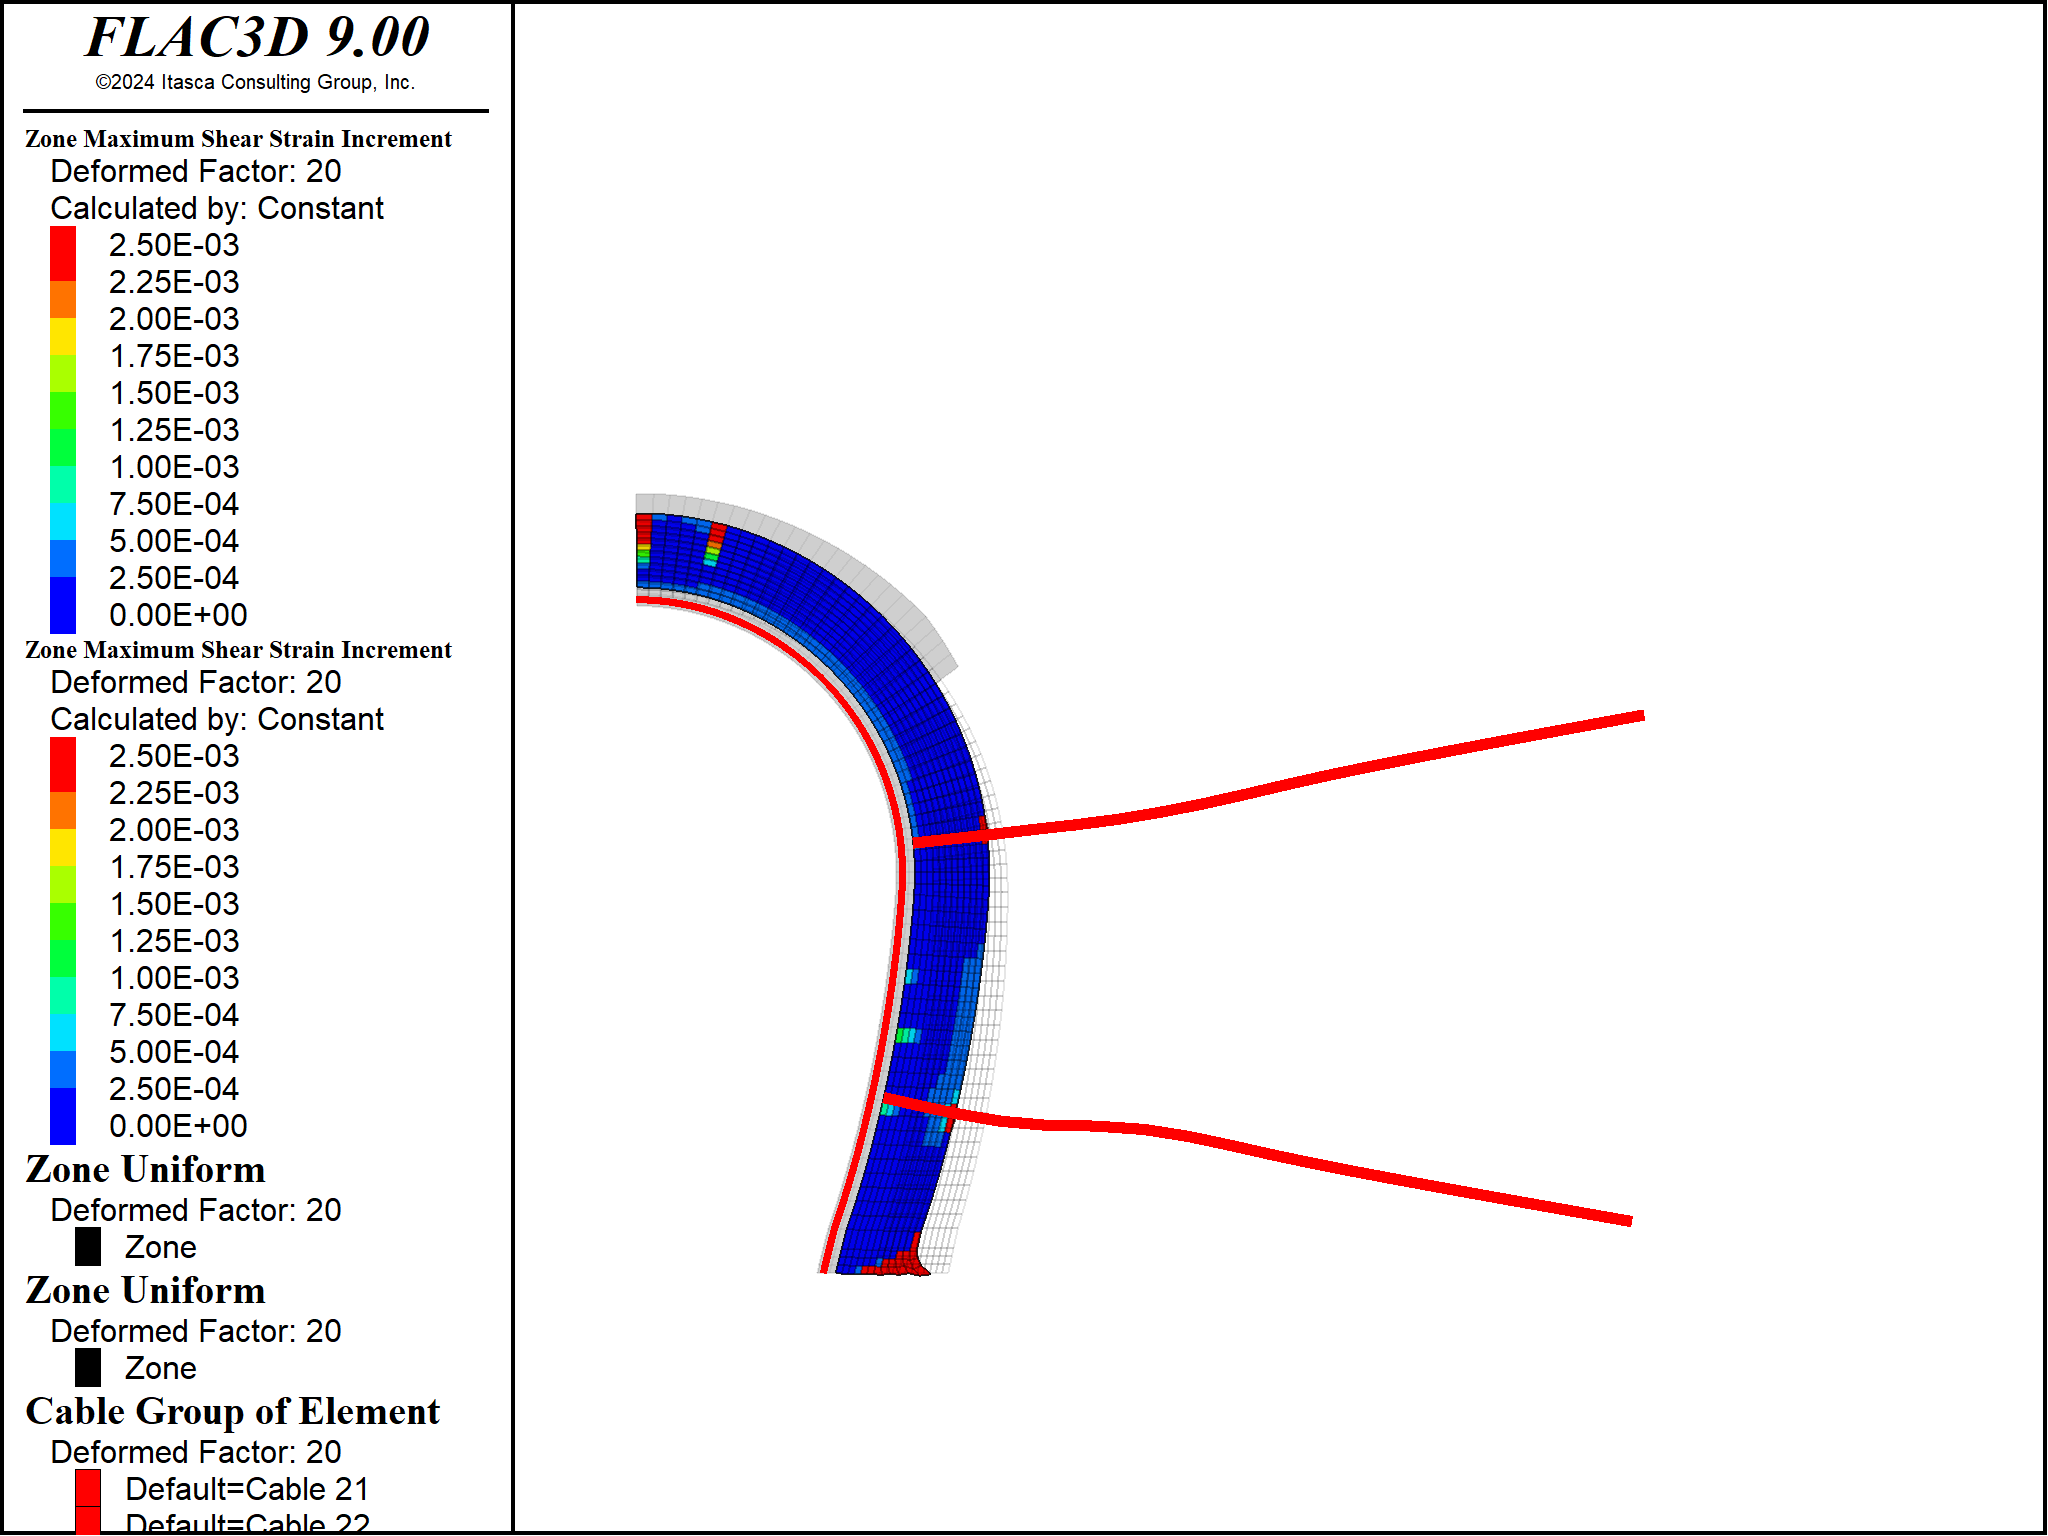 FLAC3D 9.00
©2024 Itasca Consulting Group, Inc.
Zone Maximum Shear Strain Increment
Deformed Factor: 20
Calculated by: Constant
2.50E-03
2.25E-03
2.00E-03
1.75E-03
1.50E-03
1.25E-03
1.00E-03
7.50E-04
5.00E-04
2.50E-04
0.00E+00
Zone Maximum Shear Strain Increment
Deformed Factor: 20
Calculated by: Constant
2.50E-03
2.25E-03
2.00E-03
1.75E-03
1.50E-03
1.25E-03
1.00E-03
7.50E-04
5.00E-04
2.50E-04
0.00E+00
Zone Uniform
Deformed Factor: 20
Zone
Zone Uniform
Deformed Factor: 20
Zone
Cable Group of Element
Deformed Factor: 20
Default=Cable 21
Default=Cable 22